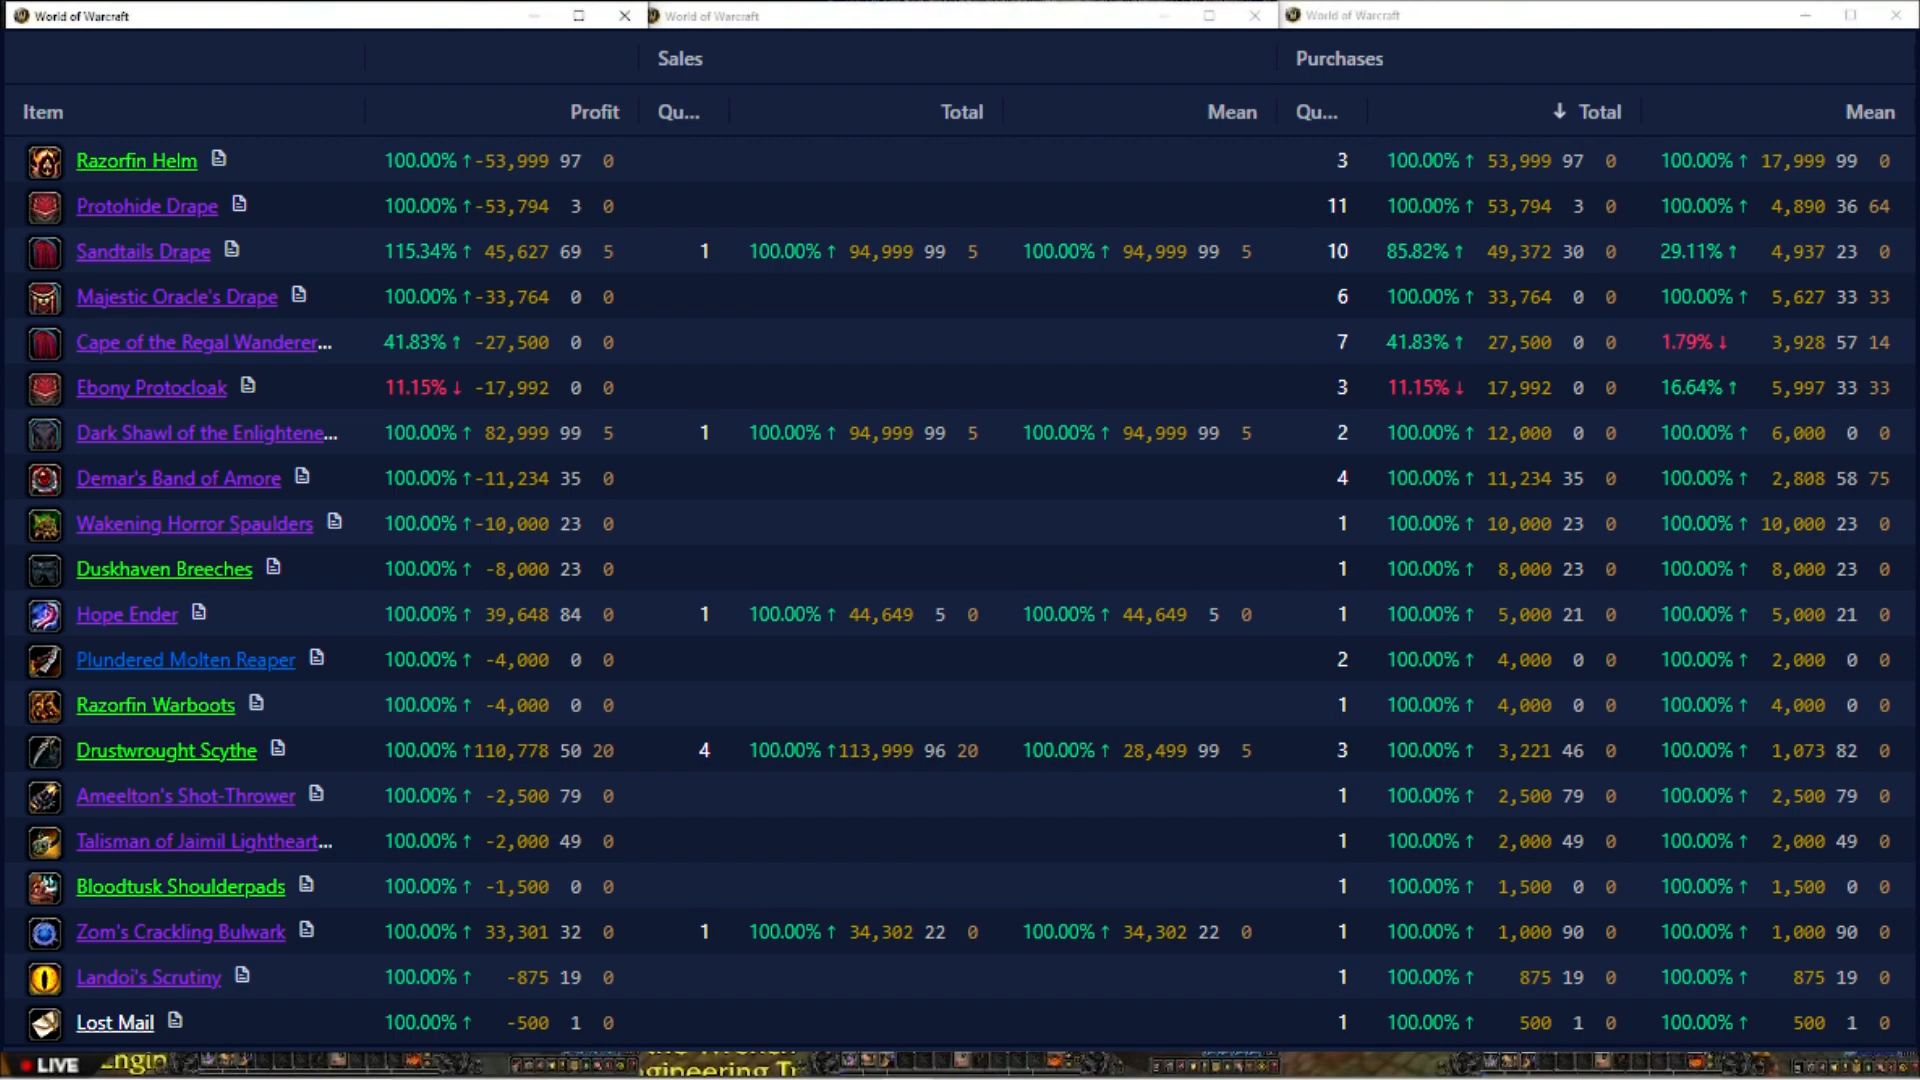 World of Warcraft World of Warcraft World of Warcraft
Sales Purchases
Item Profit Qu... Total Mean Qu... ↓ Total Mean
Razorfin Helm 100.00% ↑ -53,999 97 0 3 100.00% ↑ 53,999 97 0 100.00% ↑ 17,999 99 0
Protohide Drape 100.00% ↑ -53,794 3 0 11 100.00% ↑ 53,794 3 0 100.00% ↑ 4,890 36 64
Sandtails Drape 115.34% ↑ 45,627 69 5 1 100.00% ↑ 94,999 99 5 100.00% ↑ 94,999 99 5 10 85.82% ↑ 49,372 30 0 29.11% ↑ 4,937 23 0
Majestic Oracle's Drape 100.00% ↑ -33,764 0 0 6 100.00% ↑ 33,764 0 0 100.00% ↑ 5,627 33 33
Cape of the Regal Wanderer... 41.83% ↑ -27,500 0 0 7 41.83% ↑ 27,500 0 0 1.79% ↓ 3,928 57 14
Ebony Protocloak 11.15% ↓ -17,992 0 0 3 11.15% ↓ 17,992 0 0 16.64% ↑ 5,997 33 33
Dark Shawl of the Enlightene... 100.00% ↑ 82,999 99 5 1 100.00% ↑ 94,999 99 5 100.00% ↑ 94,999 99 5 2 100.00% ↑ 12,000 0 0 100.00% ↑ 6,000 0 0
Demar's Band of Amore 100.00% ↑ -11,234 35 0 4 100.00% ↑ 11,234 35 0 100.00% ↑ 2,808 58 75
Wakening Horror Spaulders 100.00% ↑ -10,000 23 0 1 100.00% ↑ 10,000 23 0 100.00% ↑ 10,000 23 0
Duskhaven Breeches 100.00% ↑ -8,000 23 0 1 100.00% ↑ 8,000 23 0 100.00% ↑ 8,000 23 0
Hope Ender 100.00% ↑ 39,648 84 0 1 100.00% ↑ 44,649 5 0 100.00% ↑ 44,649 5 0 1 100.00% ↑ 5,000 21 0 100.00% ↑ 5,000 21 0
Plundered Molten Reaper 100.00% ↑ -4,000 0 0 2 100.00% ↑ 4,000 0 0 100.00% ↑ 2,000 0 0
Razorfin Warboots 100.00% ↑ -4,000 0 0 1 100.00% ↑ 4,000 0 0 100.00% ↑ 4,000 0 0
Drustwrought Scythe 100.00% ↑ 110,778 50 20 4 100.00% ↑ 113,999 96 20 100.00% ↑ 28,499 99 5 3 100.00% ↑ 3,221 46 0 100.00% ↑ 1,073 82 0
Ameelton's Shot-Thrower 100.00% ↑ -2,500 79 0 1 100.00% ↑ 2,500 79 0 100.00% ↑ 2,500 79 0
Talisman of Jaimil Lightheart... 100.00% ↑ -2,000 49 0 1 100.00% ↑ 2,000 49 0 100.00% ↑ 2,000 49 0
Bloodtusk Shoulderpads 100.00% ↑ -1,500 0 0 1 100.00% ↑ 1,500 0 0 100.00% ↑ 1,500 0 0
Zom's Crackling Bulwark 100.00% ↑ 33,301 32 0 1 100.00% ↑ 34,302 22 0 100.00% ↑ 34,302 22 0 1 100.00% ↑ 1,000 90 0 100.00% ↑ 1,000 90 0
Landoi's Scrutiny 100.00% ↑ -875 19 0 1 100.00% ↑ 875 19 0 100.00% ↑ 875 19 0
Lost Mail 100.00% ↑ -500 1 0 1 100.00% ↑ 500 1 0 100.00% ↑ 500 1 0
LIVE